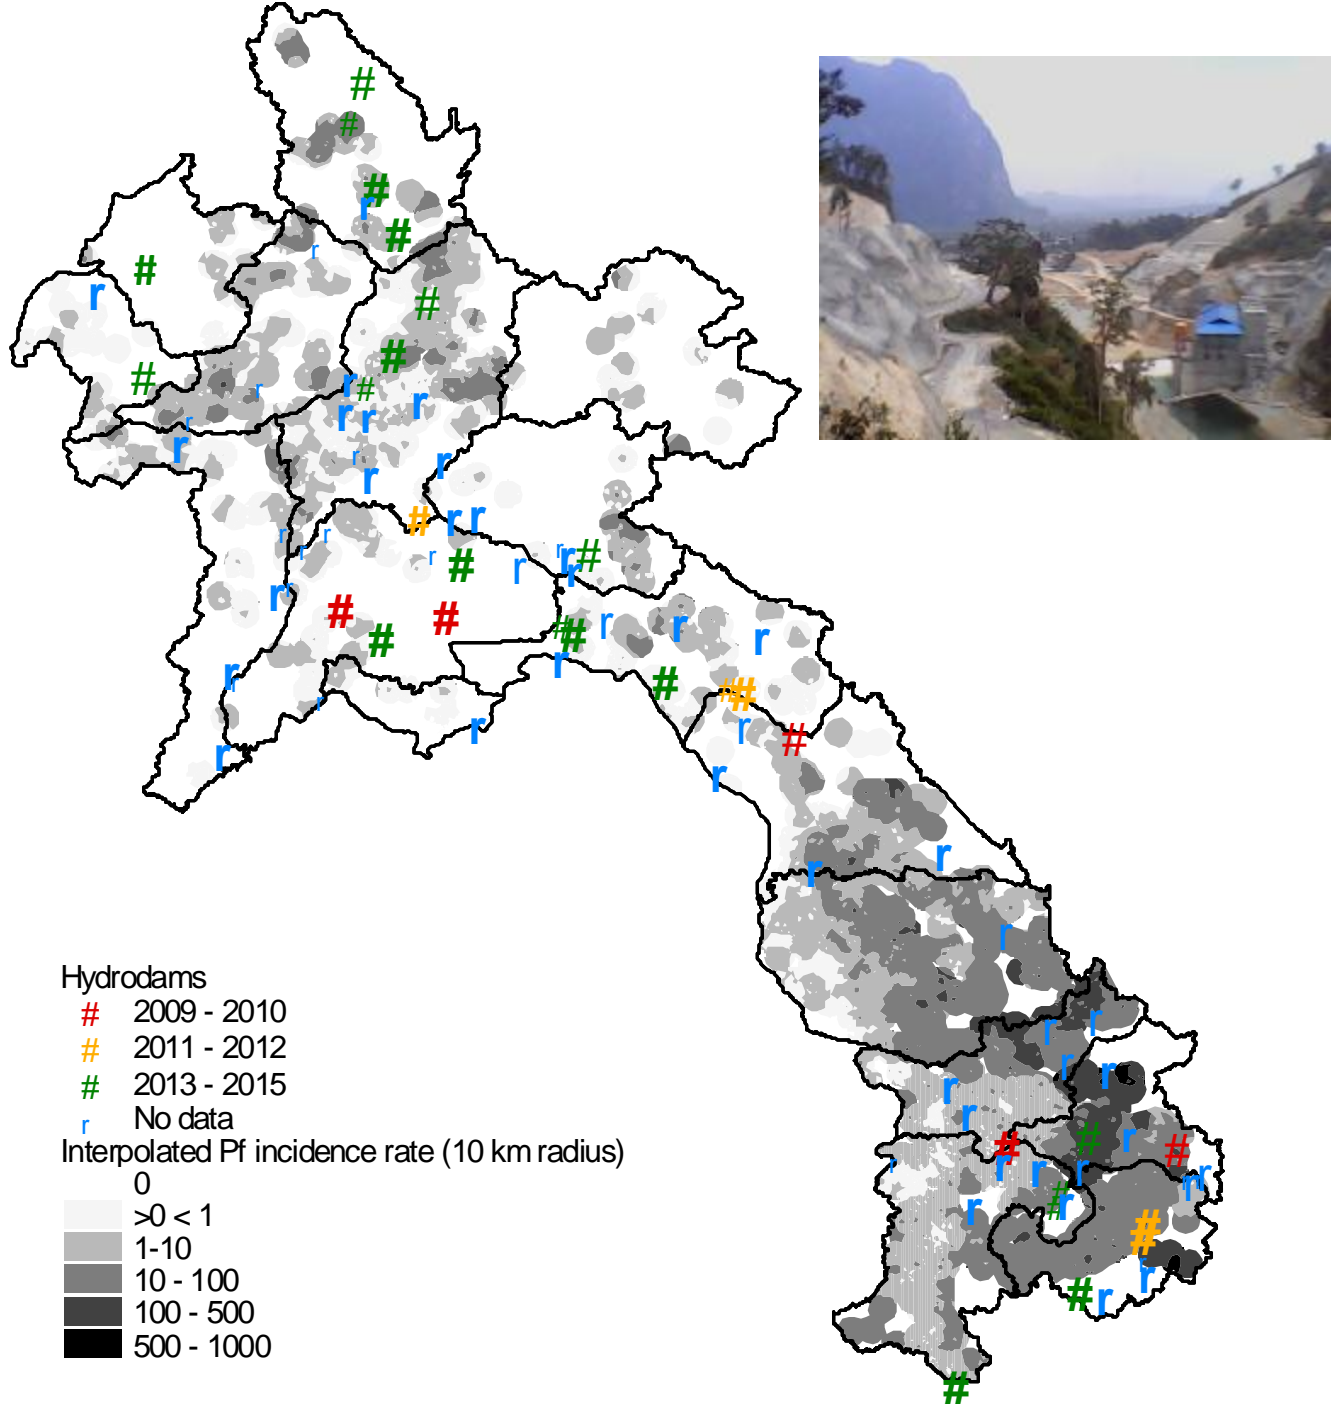 Hydrodams
# 2009 - 2010
# 2011 - 2012
# 2013 - 2015
r No data
Interpolated Pf incidence rate (10 km radius)
0
>0 < 1
1-10
10 - 100
100 - 500
500 - 1000